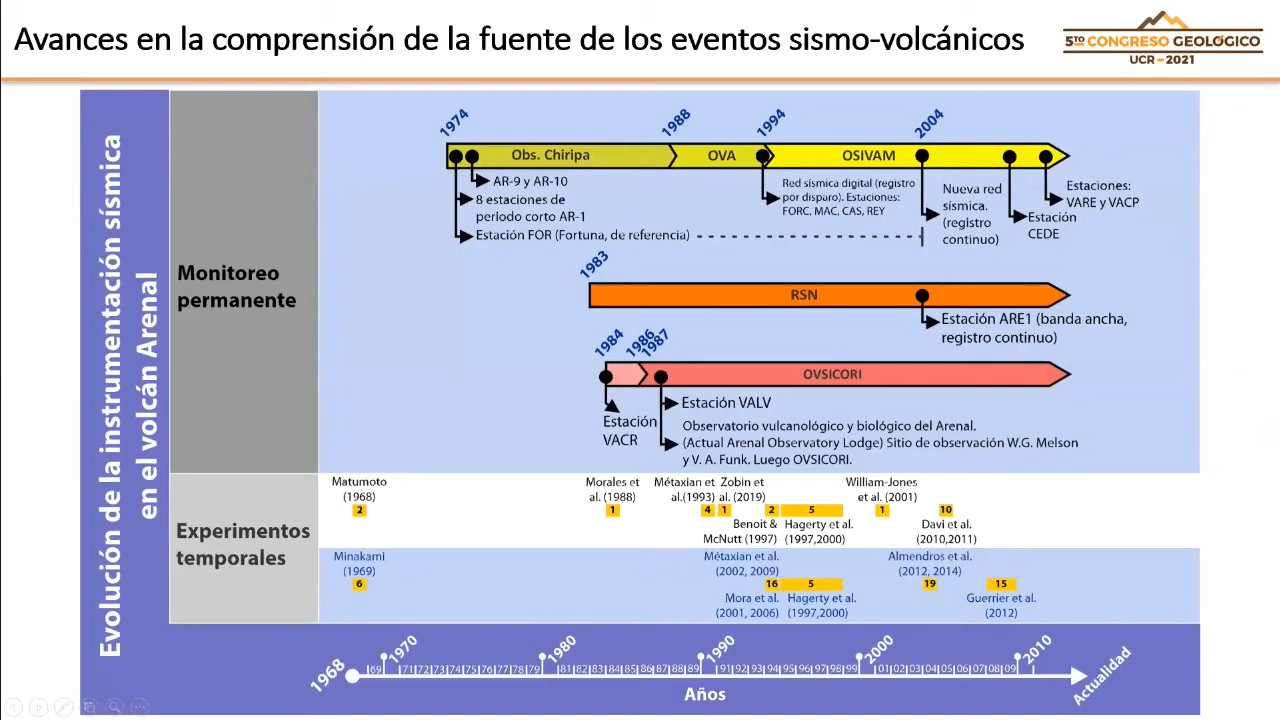 Avances en la comprensión de la fuente de los eventos sismo-volcánicos
5TO CONGRESO GEOLÓGICO
UCR-2021
Evolución de la instrumentación sísmica
en el volcán Arenal
Monitoreo
permanente
1974
1988
1994
2004
Obs. Chiripa
OVA
OSIVAM
AR-9 y AR-10
8 estaciones de
periodo corto AR-1
Estación FOR (Fortuna, de referencia)
Red sísmica digital (registro
por disparo). Estaciones:
FORC, MAC, CAS, REY
Nueva red
sísmica.
(registro
continuo)
Estación
CEDE
Estaciones:
VARE y VACP
1983
RSN
Estación ARE1 (banda ancha,
registro continuo)
1984
1986
1987
OVSICORI
Estación
VACR
Estación VALV
Observatorio vulcanológico y biológico del Arenal.
(Actual Arenal Observatory Lodge) Sitio de observación W.G. Melson
y V. A. Funk. Luego OVSICORI.
Experimentos
temporales
Matumoto
(1968)
2
Morales et
al. (1988)
1
Métaxian et
al.(1993)
4
Zobin et
al. (2019)
1
2
Benoit &
McNutt (1997)
5
Hagerty et al.
(1997,2000)
William-Jones
et al. (2001)
1
10
Davi et al.
(2010,2011)
Minakami
(1969)
6
Métaxian et al.
(2002, 2009)
16
Mora et al.
(2001, 2006)
5
Hagerty et al.
(1997,2000)
Almendros et al.
(2012, 2014)
19
15
Guerrier et al.
(2012)
1968
69
1970
71 72 73 74 75 76 77 78 79
1980
81 82 83 84 85 86 87 88 89
1990
91 92 93 94 95 96 97 98 99
2000
01 02 03 04 05 06 07 08 09
2010
Actualidad
Años